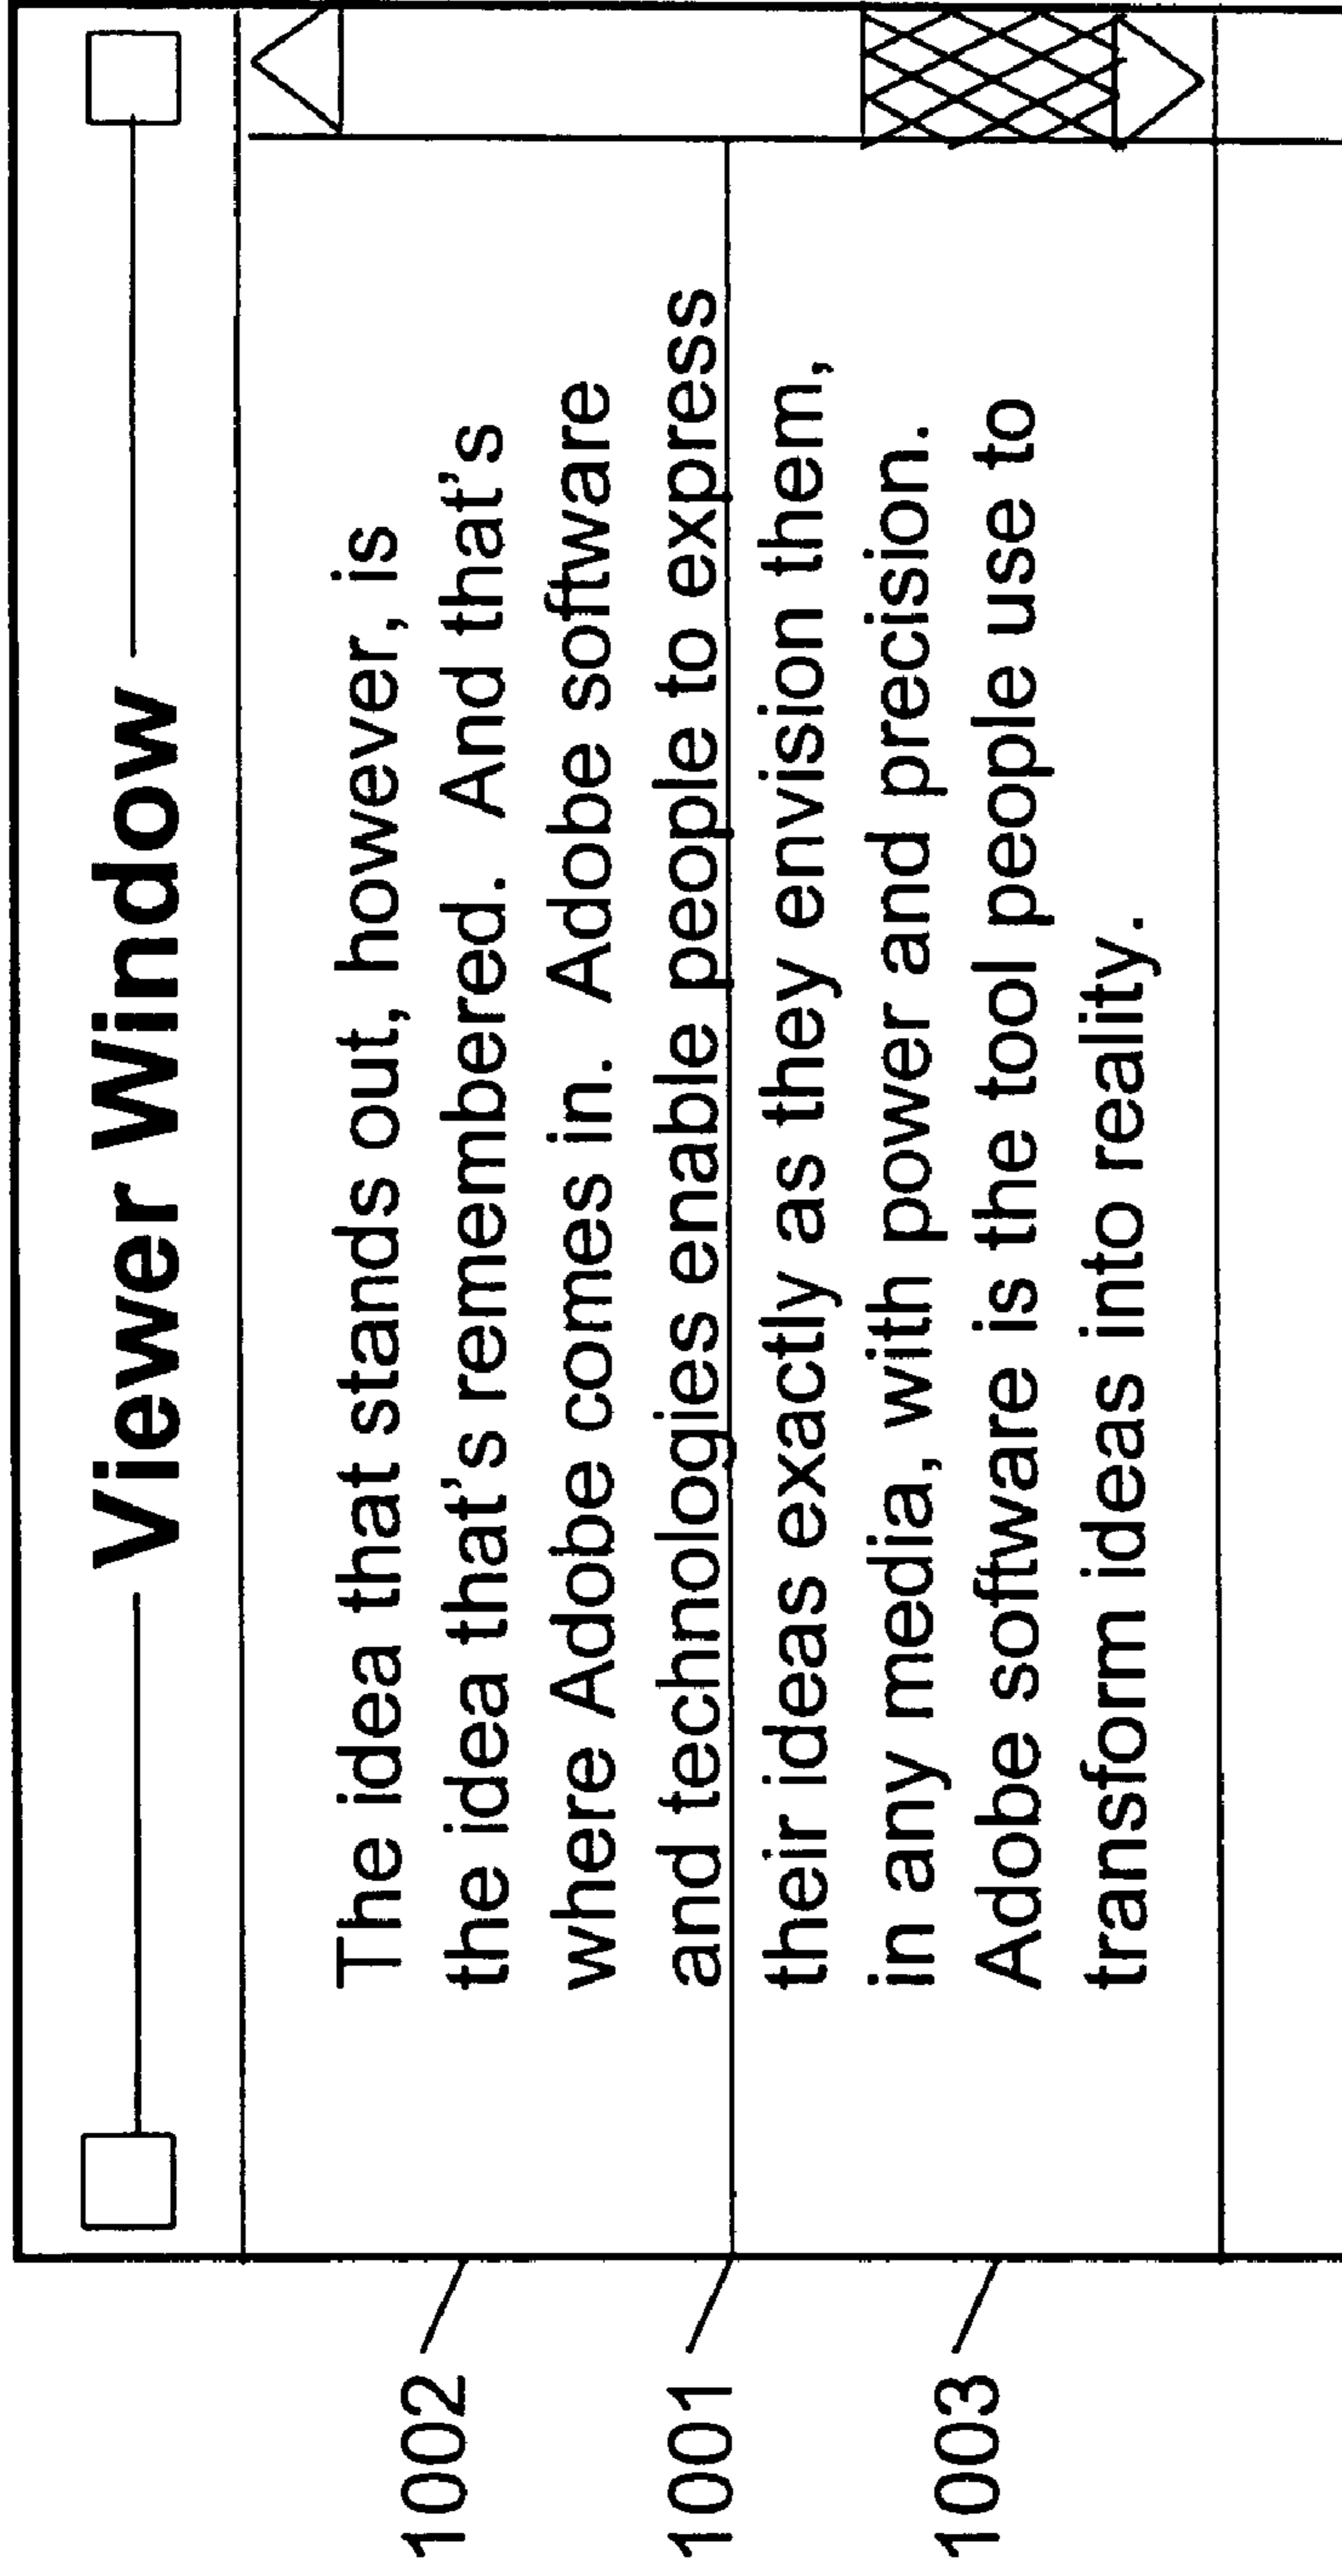 Viewer Window
The idea that stands out, however, is
the idea that's remembered. And that's
where Adobe comes in. Adobe software
and technologies enable people to express
their ideas exactly as they envision them,
in any media, with power and precision.
Adobe software is the tool people use to
transform ideas into reality.
1002
1001
1003